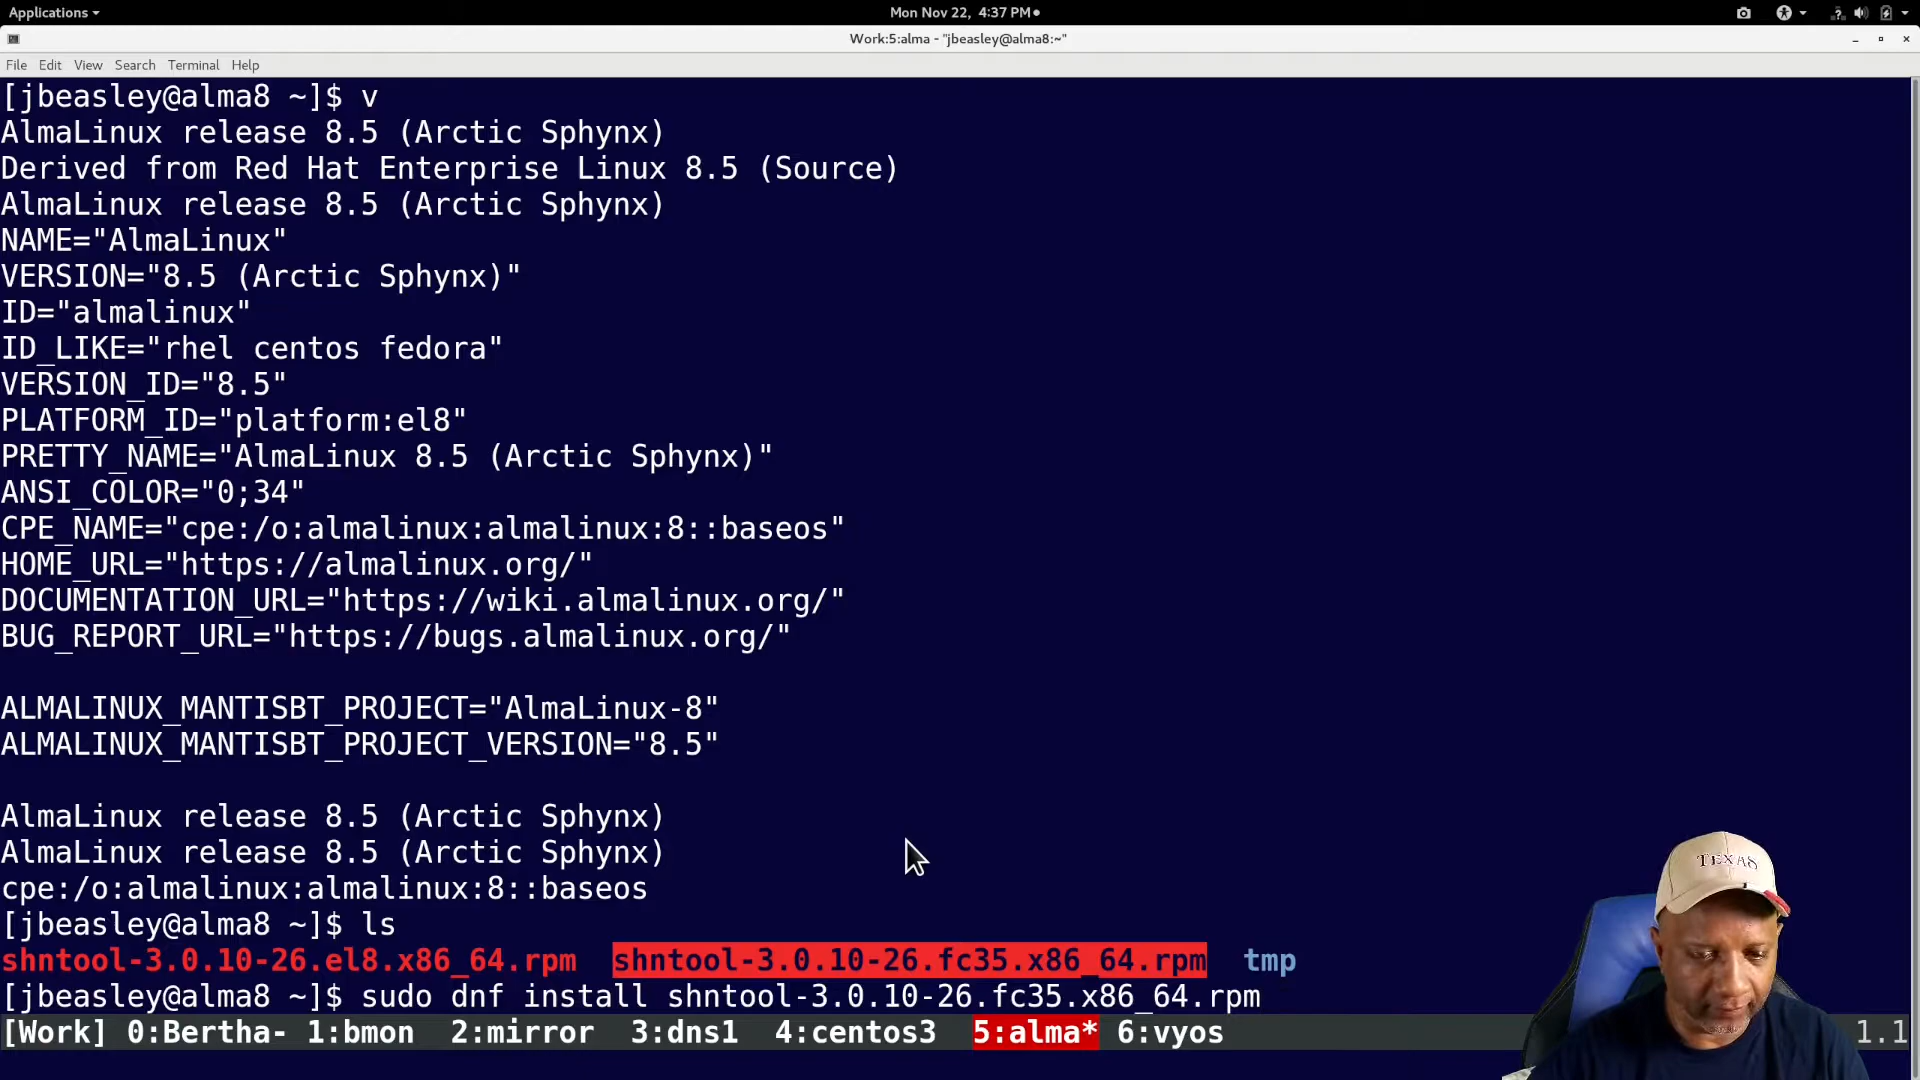 Applications
Mon Nov 22, 4:37 PM
Work:5:alma - "jbeasley@alma8:~"
File Edit View Search Terminal Help
[jbeasley@alma8 ~]$ v
AlmaLinux release 8.5 (Arctic Sphynx)
Derived from Red Hat Enterprise Linux 8.5 (Source)
AlmaLinux release 8.5 (Arctic Sphynx)
NAME="AlmaLinux"
VERSION="8.5 (Arctic Sphynx)"
ID="almalinux"
ID_LIKE="rhel centos fedora"
VERSION_ID="8.5"
PLATFORM_ID="platform:el8"
PRETTY_NAME="AlmaLinux 8.5 (Arctic Sphynx)"
ANSI_COLOR="0;34"
CPE_NAME="cpe:/o:almalinux:almalinux:8::baseos"
HOME_URL="https://almalinux.org/"
DOCUMENTATION_URL="https://wiki.almalinux.org/"
BUG_REPORT_URL="https://bugs.almalinux.org/"
ALMALINUX_MANTISBT_PROJECT="AlmaLinux-8"
ALMALINUX_MANTISBT_PROJECT_VERSION="8.5"
AlmaLinux release 8.5 (Arctic Sphynx)
AlmaLinux release 8.5 (Arctic Sphynx)
cpe:/o:almalinux:almalinux:8::baseos
[jbeasley@alma8 ~]$ ls
shntool-3.0.10-26.el8.x86_64.rpm shntool-3.0.10-26.fc35.x86_64.rpm tmp
[jbeasley@alma8 ~]$ sudo dnf install shntool-3.0.10-26.fc35.x86_64.rpm
[Work] 0:Bertha- 1:bmon 2:mirror 3:dns1 4:centos3 5:alma* 6:vyos 1.1
TEXAS